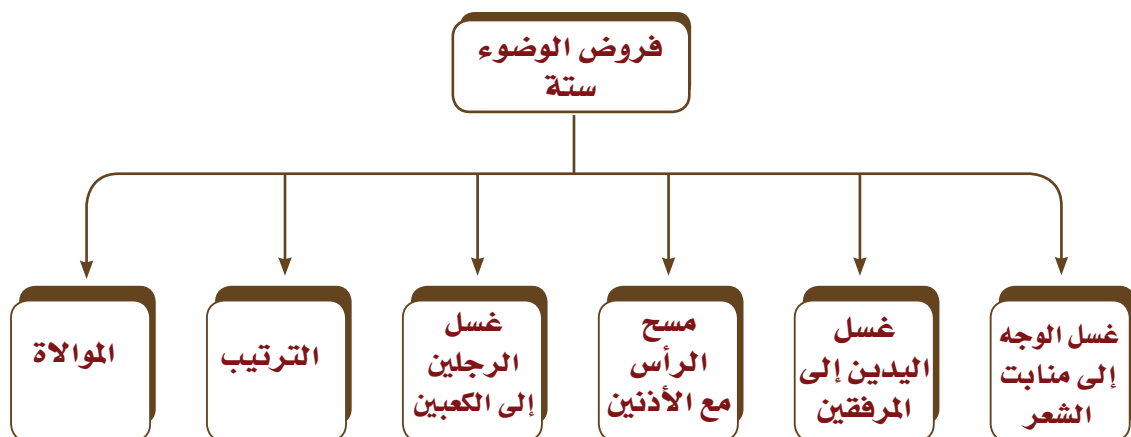 فروض الوضوء
ستة
غسل الوجه
إلى منابت
الشعر
غسل
اليدين إلى
المرفقين
مسح
الرأس
مع الأذنين
غسل
الرجلين
إلى الكعبين
الترتيب
الموالاة